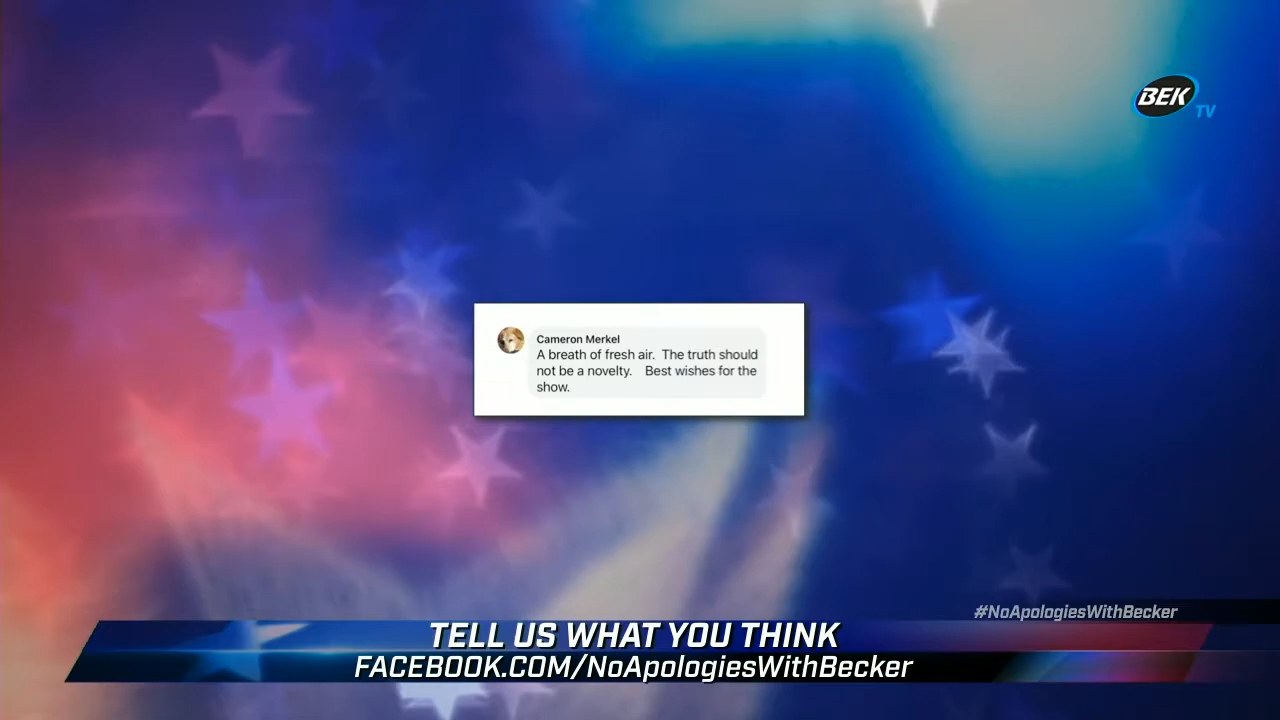 BEK TV
Cameron Merkel
A breath of fresh air.  The truth should
not be a novelty.    Best wishes for the
show.
#NoApologiesWithBecker
TELL US WHAT YOU THINK
FACEBOOK.COM/NoApologiesWithBecker